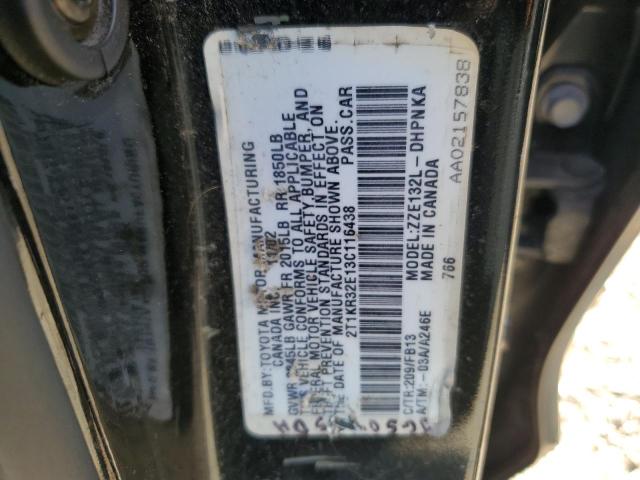 MFD.BY:TOYOTA MOTOR MANUFACTURING
CANADA INC. 11/02
GVWR 3645LB GAWR FR 2015LB RR 1850LB
THIS VEHICLE CONFORMS TO ALL APPLICABLE
FEDERAL MOTOR VEHICLE SAFETY, BUMPER, AND
THEFT PREVENTION STANDARDS IN EFFECT ON
THE DATE OF MANUFACTURE SHOWN ABOVE.
2T1KR32E13C116438 PASS.CAR
C/TR:209/FB13 MODEL:ZZE132L-DHPNKA
A/TM:-03A/A246E MADE IN CANADA
766
AA02157838